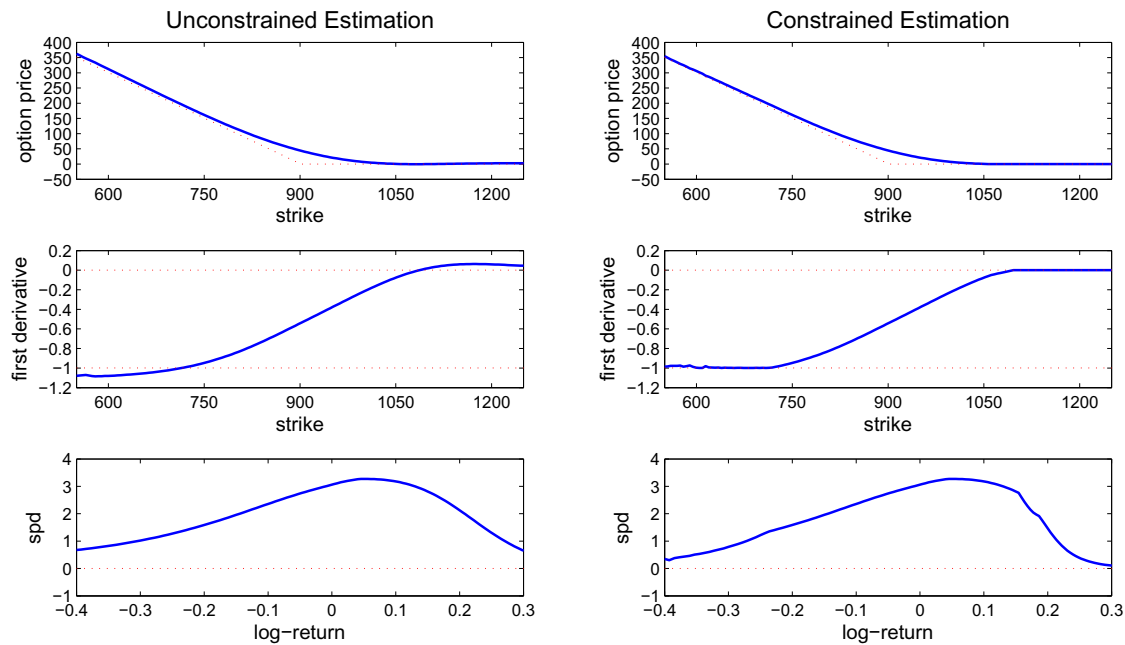 Unconstrained Estimation
400
350
300
250
200
150
100
50
0
−50
option price
600 750 900 1050 1200
strike
0.2
0
−0.2
−0.4
−0.6
−0.8
−1
−1.2
first derivative
600 750 900 1050 1200
strike
4
3
2
1
0
−1
spd
−0.4 −0.3 −0.2 −0.1 0 0.1 0.2 0.3
log−return
Constrained Estimation
400
350
300
250
200
150
100
50
0
−50
option price
600 750 900 1050 1200
strike
0.2
0
−0.2
−0.4
−0.6
−0.8
−1
−1.2
first derivative
600 750 900 1050 1200
strike
4
3
2
1
0
−1
spd
−0.4 −0.3 −0.2 −0.1 0 0.1 0.2 0.3
log−return